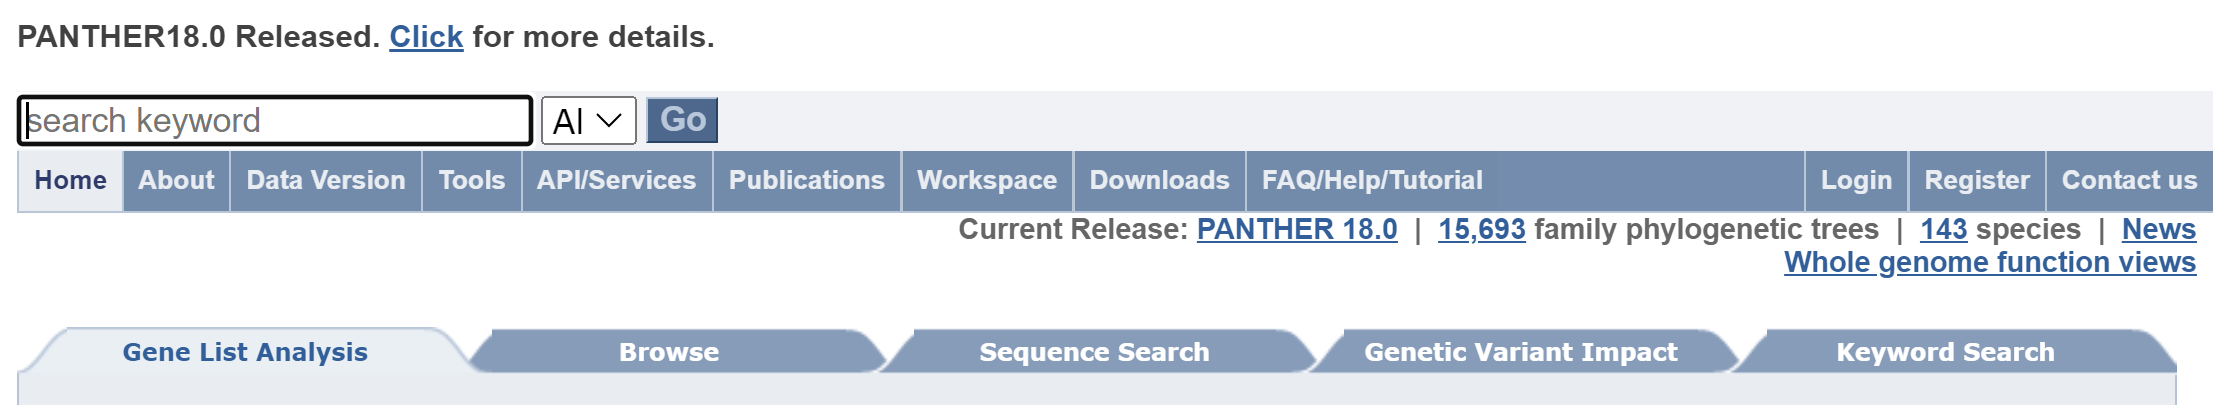 PANTHER18.0 Released. Click for more details.
search keyword Al Go
Home About Data Version Tools API/Services Publications Workspace Downloads FAQ/Help/Tutorial Login Register Contact us
Current Release: PANTHER 18.0 | 15,693 family phylogenetic trees | 143 species | News
Whole genome function views
Gene List Analysis Browse Sequence Search Genetic Variant Impact Keyword Search